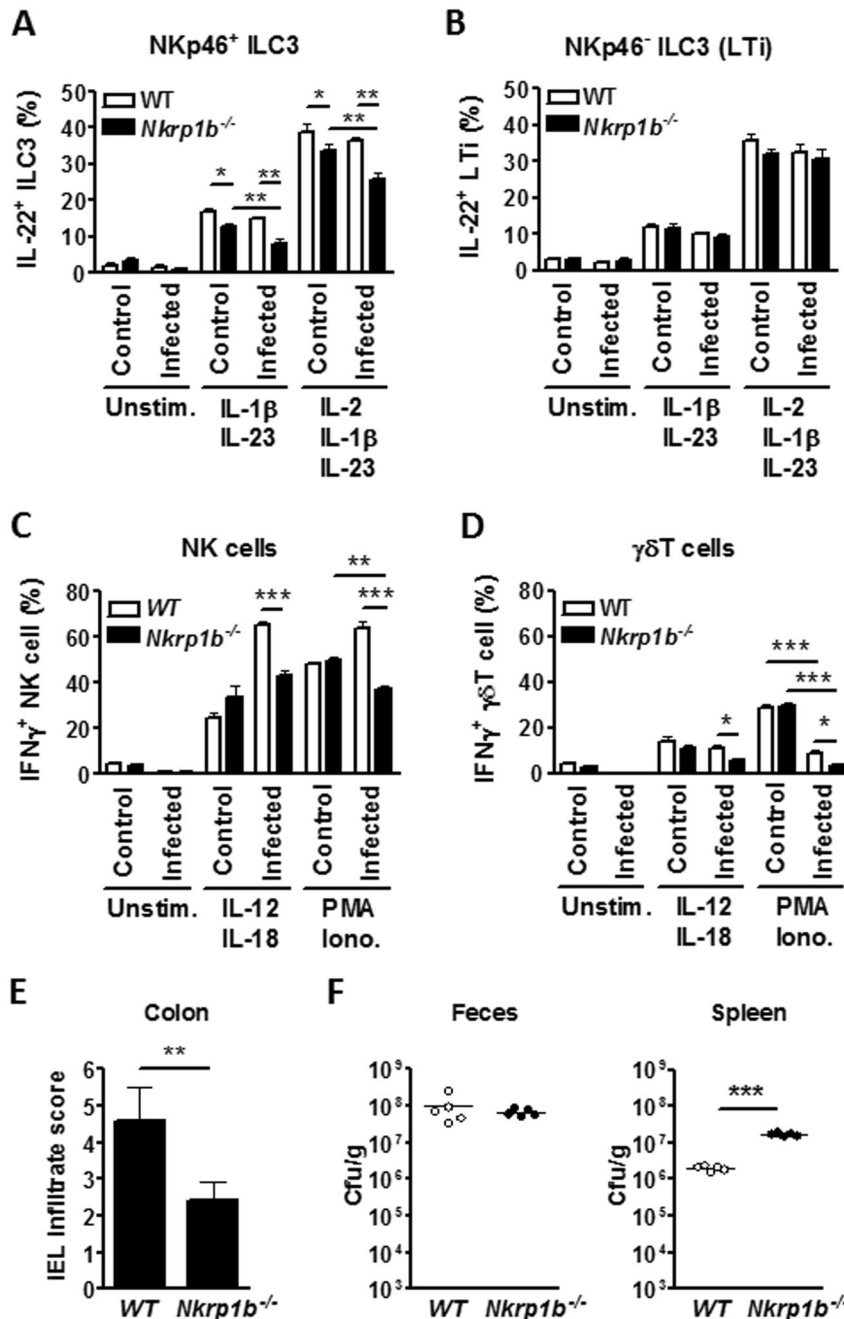 A
NKp46⁺ ILC3
IL-22⁺ ILC3 (%)
50
40
30
20
10
0
WT
Nkrp1b⁻/⁻
* ** ** * ** **
Control Infected Control Infected Control Infected
Unstim. IL-1β IL-2
IL-23 IL-1β
IL-23
B
NKp46⁻ ILC3 (LTi)
IL-22⁺ LTi (%)
50
40
30
20
10
0
WT
Nkrp1b⁻/⁻
Control Infected Control Infected Control Infected
Unstim. IL-1β IL-2
IL-23 IL-1β
IL-23
C
NK cells
IFNγ⁺ NK cell (%)
80
60
40
20
0
WT
Nkrp1b⁻/⁻
*** ** ***
Control Infected Control Infected Control Infected
Unstim. IL-12 PMA
IL-18 Iono.
D
γδT cells
IFNγ⁺ γδT cell (%)
80
60
40
20
0
WT
Nkrp1b⁻/⁻
* *** *** *
Control Infected Control Infected Control Infected
Unstim. IL-12 PMA
IL-18 Iono.
E
Colon
IEL Infiltrate score
6
5
4
3
2
1
0
**
WT Nkrp1b⁻/⁻
F
Feces
Cfu/g
10⁹
10⁸
10⁷
10⁶
10⁵
10⁴
10³
WT Nkrp1b⁻/⁻
Spleen
Cfu/g
10⁹
10⁸
10⁷
10⁶
10⁵
10⁴
10³
***
WT Nkrp1b⁻/⁻